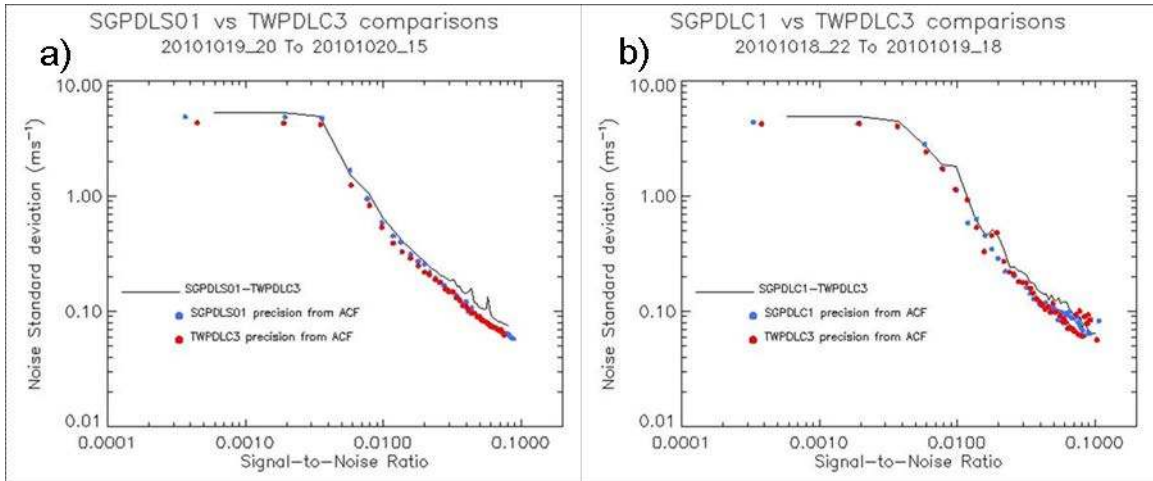 SGPDLS01 vs TWPDLC3 comparisons
20101019_20 To 20101020_15
a)
10.00
1.00
0.10
0.01
Noise Standard deviation (ms⁻¹)
SGPDLS01-TWPDLC3
SGPDLS01 precision from ACF
TWPDLC3 precision from ACF
0.0001 0.0010 0.0100 0.1000
Signal-to-Noise Ratio
SGPDLC1 vs TWPDLC3 comparisons
20101018_22 To 20101019_18
b)
10.00
1.00
0.10
0.01
Noise Standard deviation (ms⁻¹)
SGPDLC1-TWPDLC3
SGPDLC1 precision from ACF
TWPDLC3 precision from ACF
0.0001 0.0010 0.0100 0.1000
Signal-to-Noise Ratio